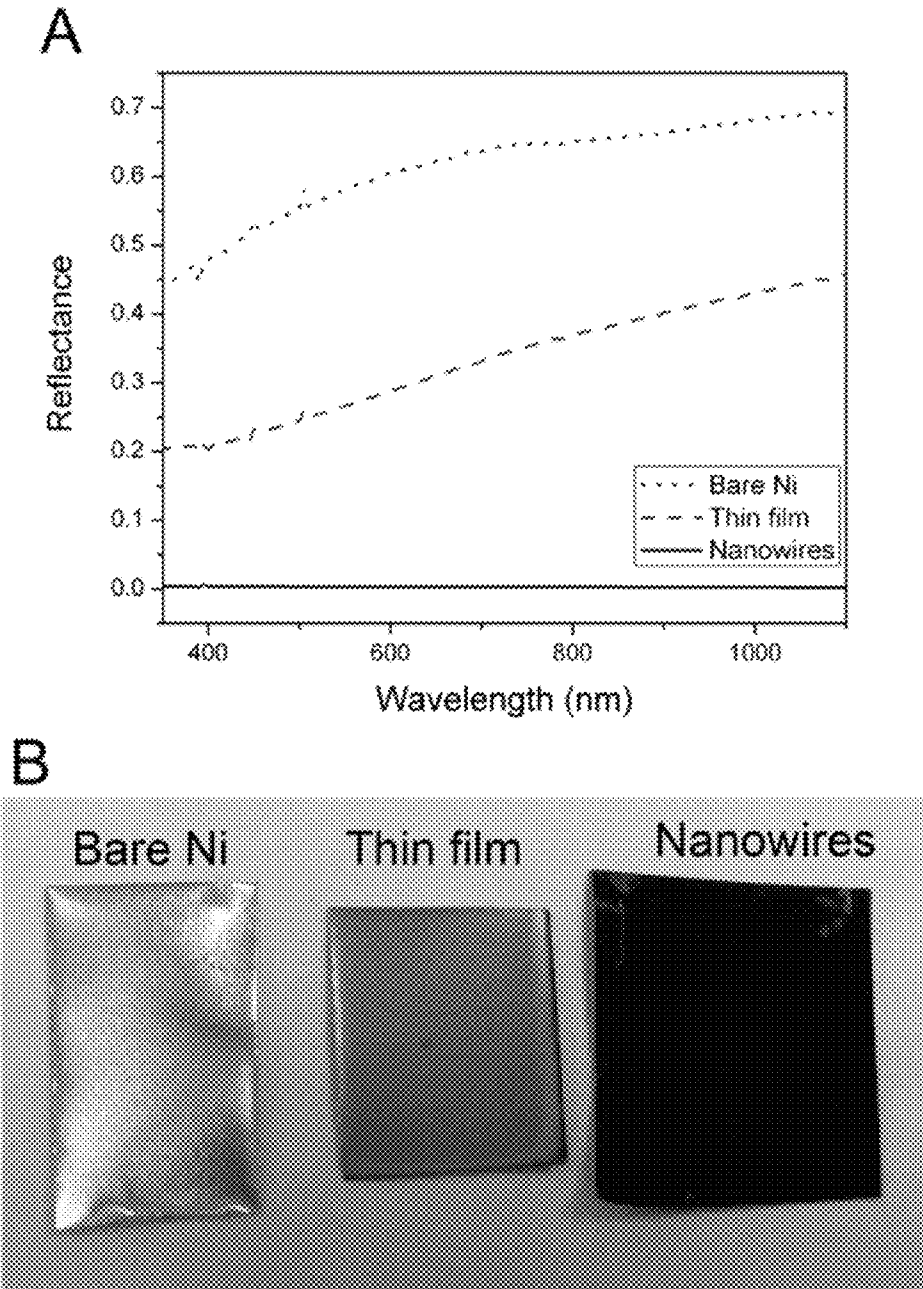 A
0.7
0.6
0.5
0.4
0.3
0.2
0.1
0.0
Reflectance
Bare Ni
Thin film
Nanowires
400 600 800 1000
Wavelength (nm)
B
Bare Ni Thin film Nanowires